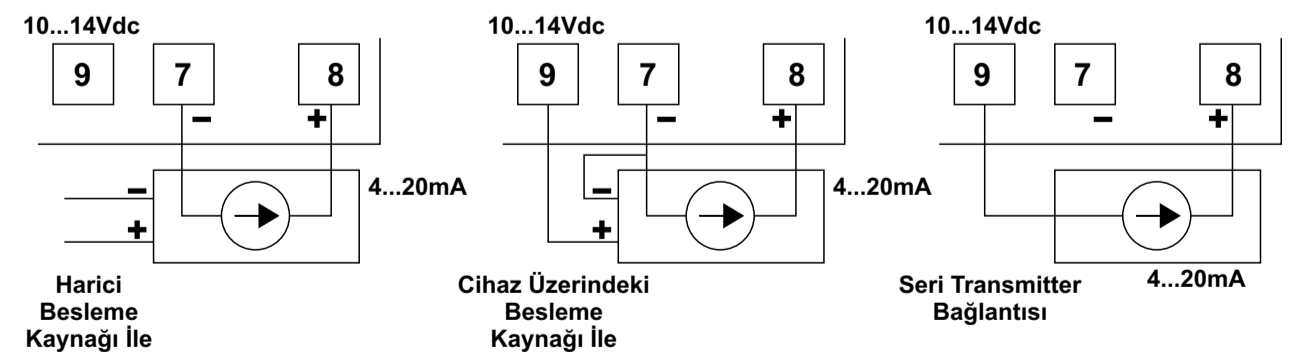 10...14Vdc
9 7 8
− +
− 4...20mA
+
Harici
Besleme
Kaynağı İle
10...14Vdc
9 7 8
− +
− 4...20mA
+
Cihaz Üzerindeki
Besleme
Kaynağı İle
10...14Vdc
9 7 8
− +
4...20mA
Seri Transmitter
Bağlantısı